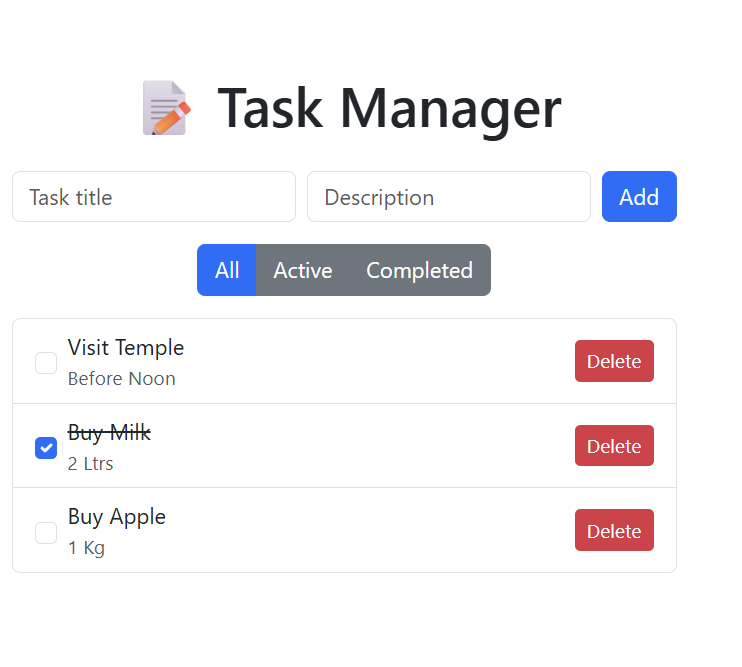 Task Manager
Task title Description Add
All Active Completed
Visit Temple
Before Noon
Delete
Buy Milk
2 Ltrs
Delete
Buy Apple
1 Kg
Delete